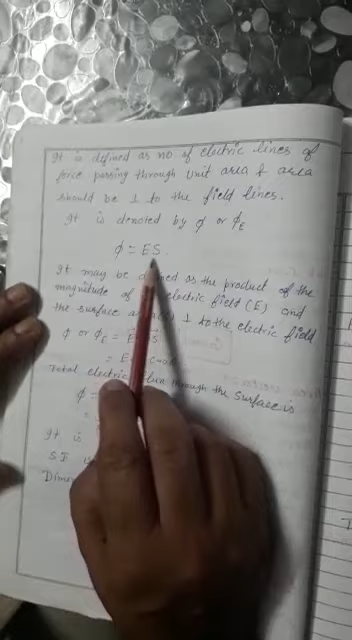 It is defined as no of electric lines of
force passing through unit area & area
should be ⊥ to the field lines.
It is denoted by ϕ or ϕE
ϕ = ES
It may be defined as the product of the
magnitude of electric field (E) and
the surface ⊥ to the electric field
ϕ or ϕE =
= E
Total electric flux through the surface is
ϕ =
=
It is
S.I
Dimen